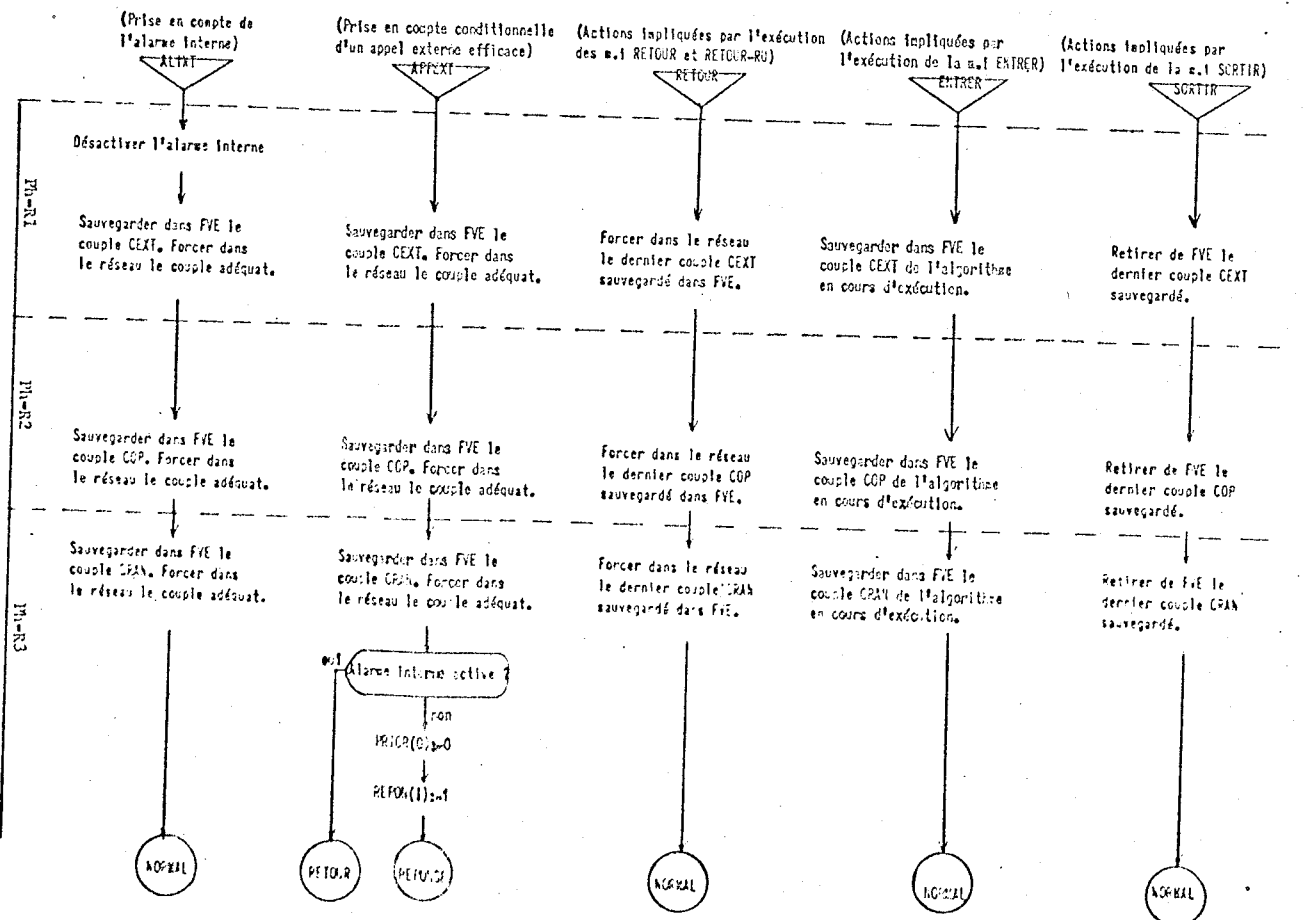 (Prise en compte de
l'alarme interne)
(Prise en compte conditionnelle
d'un appel externe efficace)
APPEXT
(Actions impliquées par l'exécution
des m.i RETOUR et RETOUR-RU)
RETOUR
(Actions impliquées par
l'exécution de la m.i ENTRER)
ENTRER
(Actions impliquées par
l'exécution de la m.i SORTIR)
SORTIR
Ph-R1
Désactiver l'alarme interne
Sauvegarder dans FVE le
couple CEXT. Forcer dans
le réseau le couple adéquat.
Sauvegarder dans FVE le
couple CEXT. Forcer dans
le réseau le couple adéquat.
Forcer dans le réseau
le dernier couple CEXT
sauvegardé dans FVE.
Sauvegarder dans FVE le
couple CEXT de l'algorithme
en cours d'exécution.
Retirer de FVE le
dernier couple CEXT
sauvegardé.
Ph-R2
Sauvegarder dans FVE le
couple COP. Forcer dans
le réseau le couple adéquat.
Sauvegarder dans FVE le
couple COP. Forcer dans
le réseau le couple adéquat.
Forcer dans le réseau
le dernier couple COP
sauvegardé dans FVE.
Sauvegarder dans FVE le
couple COP de l'algorithme
en cours d'exécution.
Retirer de FVE le
dernier couple COP
sauvegardé.
Ph-R3
Sauvegarder dans FVE le
couple CRAN. Forcer dans
le réseau le couple adéquat.
Sauvegarder dans FVE le
couple CRAN. Forcer dans
le réseau le couple adéquat.
Forcer dans le réseau
le dernier couple CRAN
sauvegardé dans FVE.
Sauvegarder dans FVE le
couple CRAN de l'algorithme
en cours d'exécution.
Retirer de FVE le
dernier couple CRAN
sauvegardé.
oui
Alarme interne active ?
non
PRIOR(0):=0
REPON(1):=1
NORMAL
RETOUR
REPONSE
NORMAL
NORMAL
NORMAL